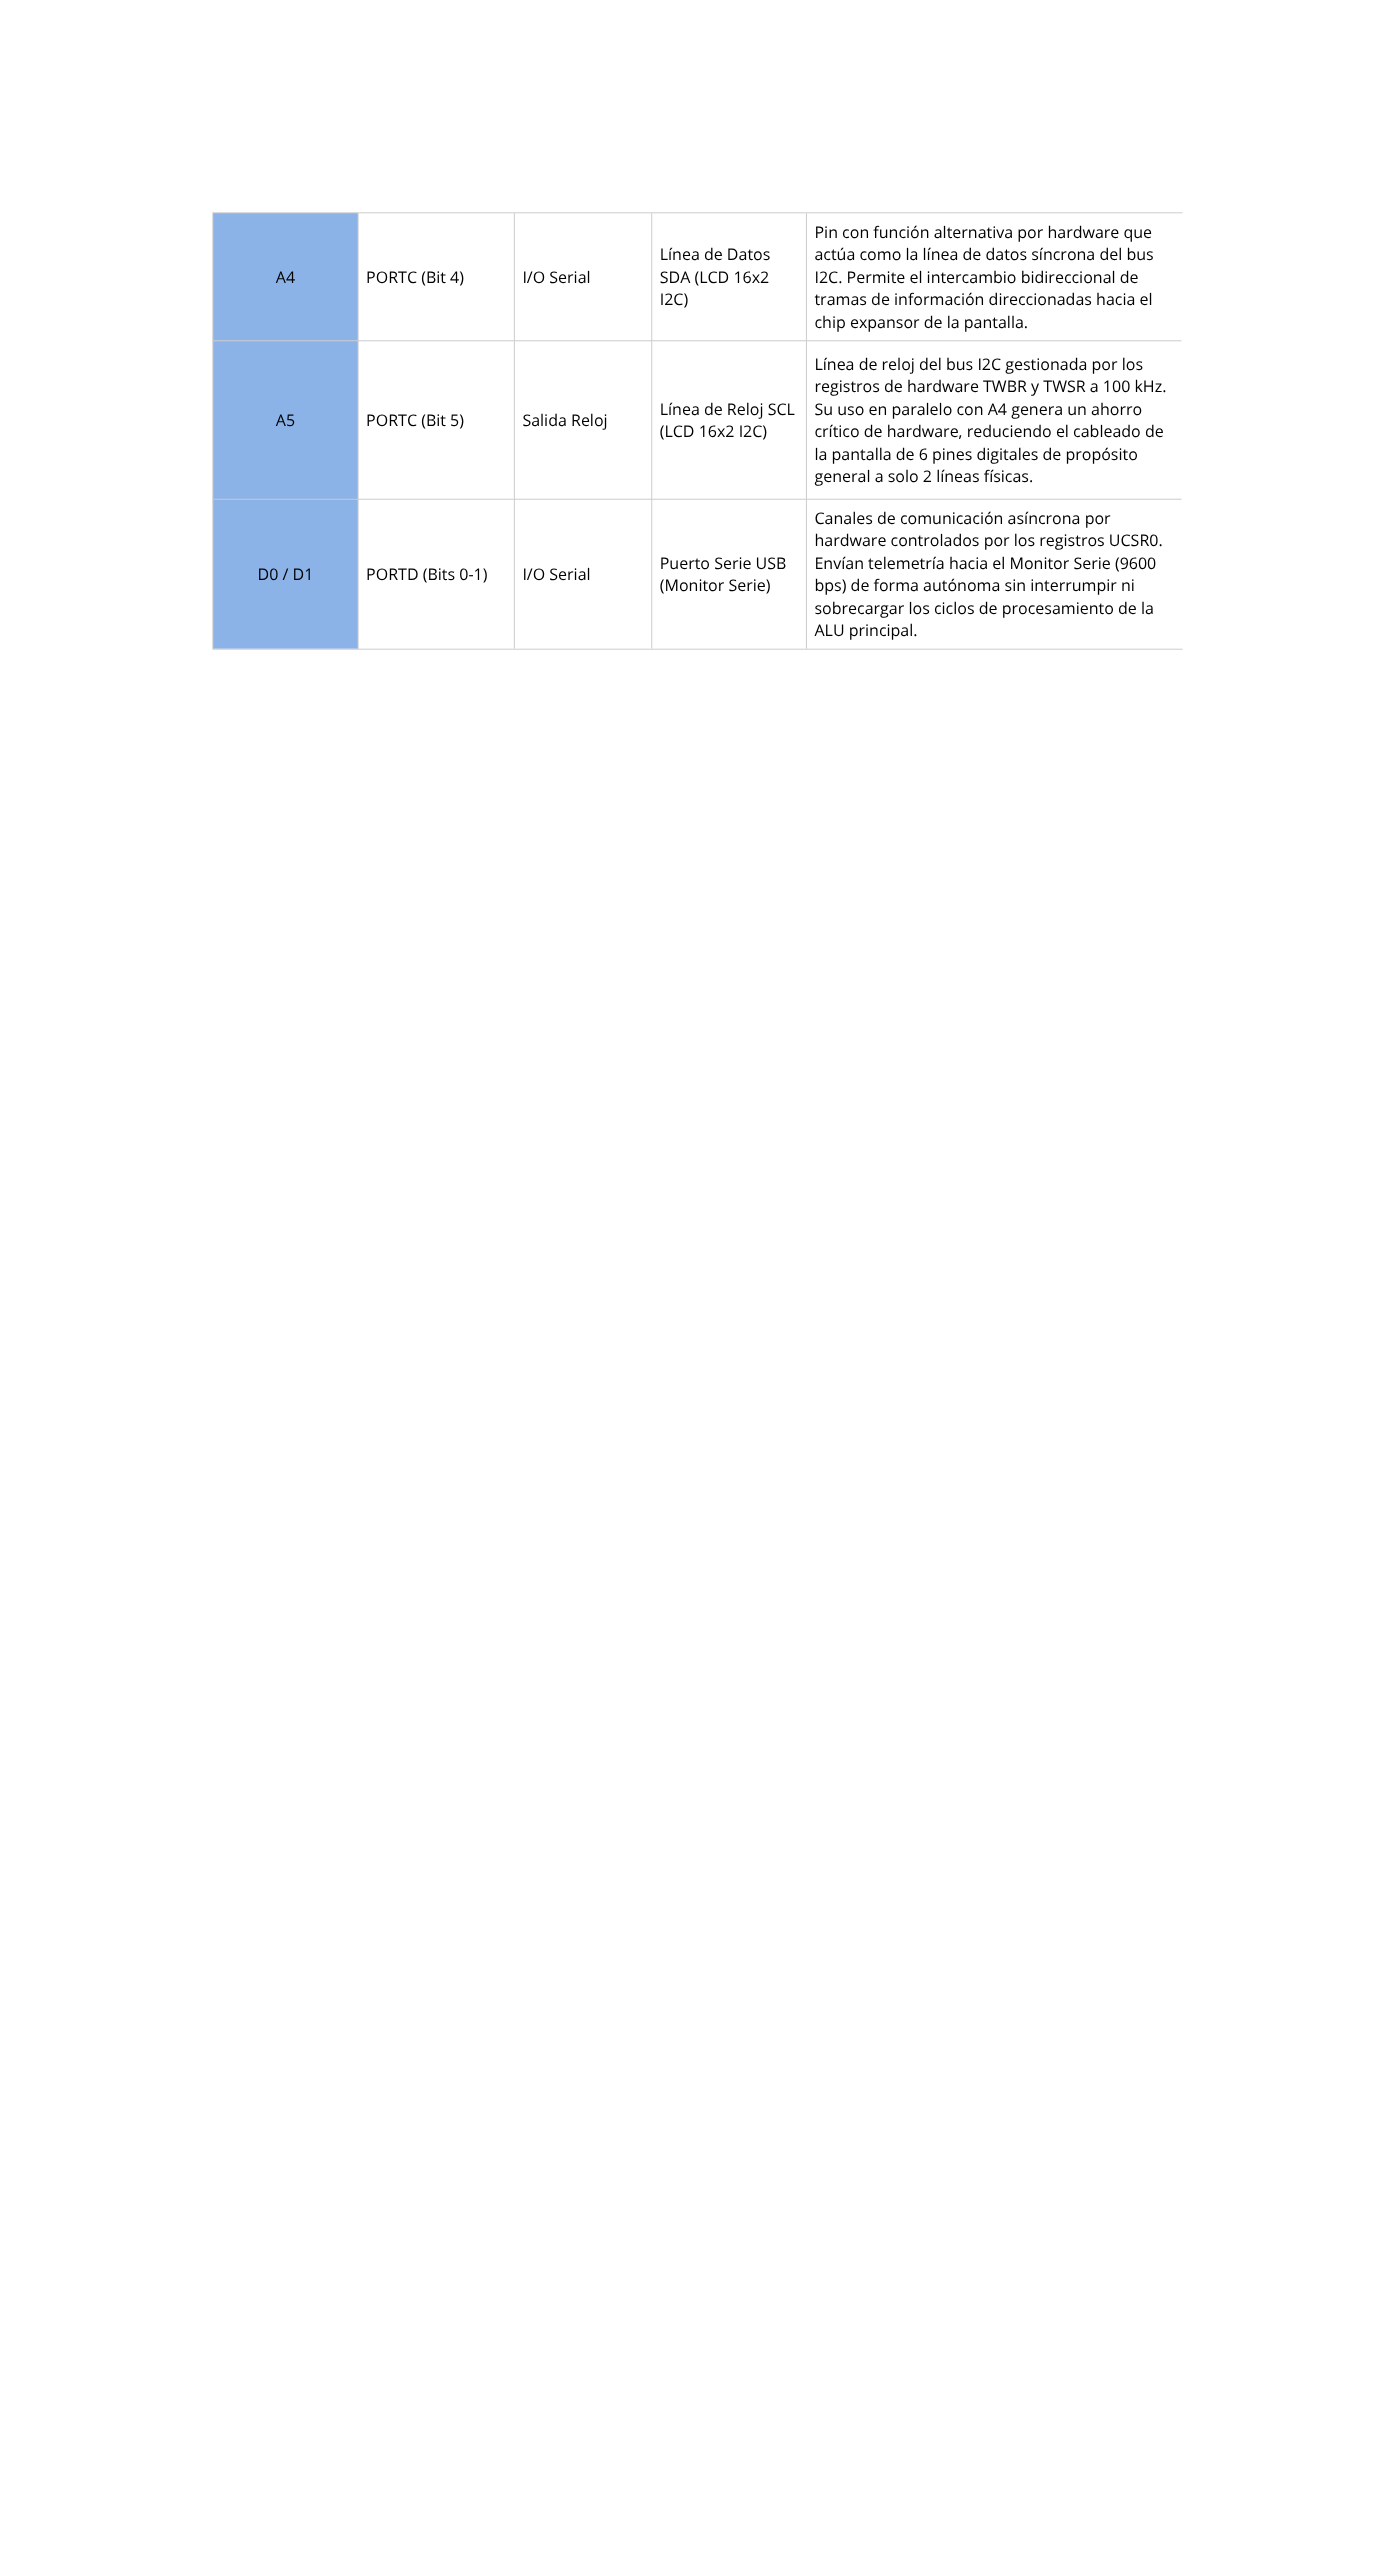 A4
PORTC (Bit 4)
I/O Serial
Línea de Datos
SDA (LCD 16x2
I2C)
Pin con función alternativa por hardware que
actúa como la línea de datos síncrona del bus
I2C. Permite el intercambio bidireccional de
tramas de información direccionadas hacia el
chip expansor de la pantalla.
A5
PORTC (Bit 5)
Salida Reloj
Línea de Reloj SCL
(LCD 16x2 I2C)
Línea de reloj del bus I2C gestionada por los
registros de hardware TWBR y TWSR a 100 kHz.
Su uso en paralelo con A4 genera un ahorro
crítico de hardware, reduciendo el cableado de
la pantalla de 6 pines digitales de propósito
general a solo 2 líneas físicas.
D0 / D1
PORTD (Bits 0-1)
I/O Serial
Puerto Serie USB
(Monitor Serie)
Canales de comunicación asíncrona por
hardware controlados por los registros UCSR0.
Envían telemetría hacia el Monitor Serie (9600
bps) de forma autónoma sin interrumpir ni
sobrecargar los ciclos de procesamiento de la
ALU principal.